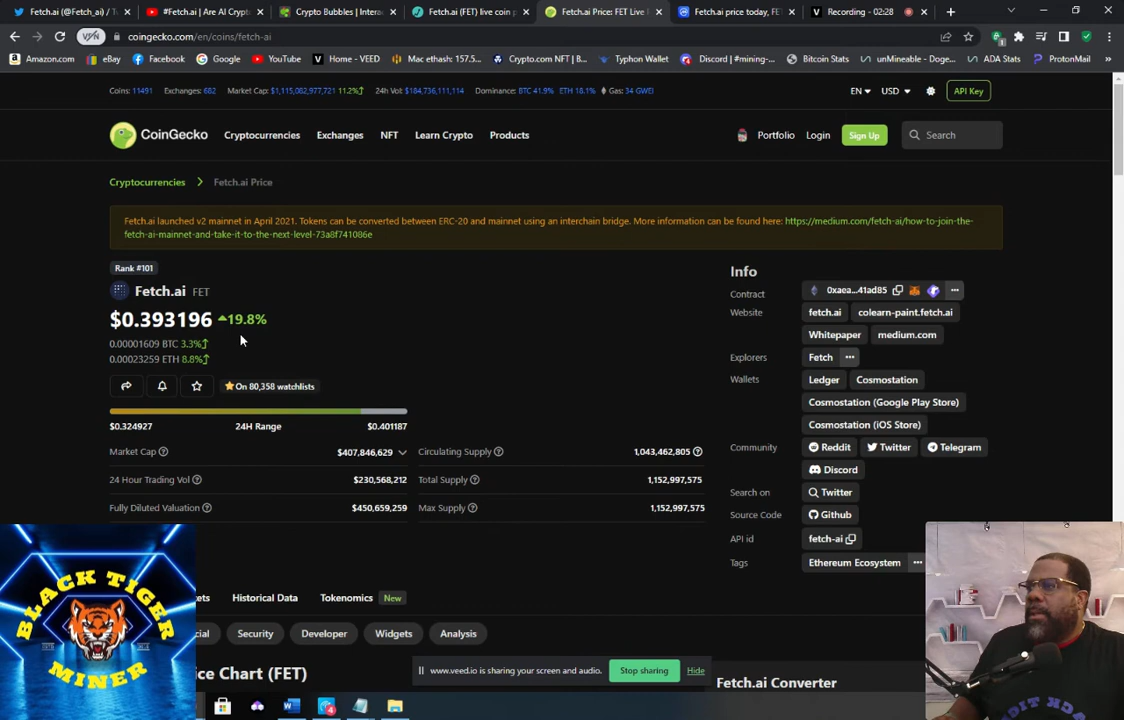 Fetch.ai (@Fetch_ai) / Tw
#Fetch.ai | Are AI Crypto
Crypto Bubbles | Interac
Fetch.ai (FET) live coin p
Fetch.ai Price: FET Live
Fetch.ai price today, FET
Recording - 02:28
VPN
coingecko.com/en/coins/fetch-ai
Amazon.com eBay Facebook Google YouTube Home - VEED Mac ethash: 157.5... Crypto.com NFT | B... Typhon Wallet Discord | #mining-... Bitcoin Stats unMineable - Doge... ADA Stats ProtonMail »
Coins: 11491 Exchanges: 682 Market Cap: $1,115,082,977,721 11.2% 24h Vol: $184,736,111,114 Dominance: BTC 41.9% ETH 18.1% Gas: 34 GWEI
EN USD API Key
CoinGecko Cryptocurrencies Exchanges NFT Learn Crypto Products Portfolio Login Sign Up Search
Cryptocurrencies > Fetch.ai Price
Fetch.ai launched v2 mainnet in April 2021. Tokens can be converted between ERC-20 and mainnet using an interchain bridge. More information can be found here: https://medium.com/fetch-ai/how-to-join-the-
fetch-ai-mainnet-and-take-it-to-the-next-level-73a8f741086e
Rank #101
Fetch.ai FET
$0.393196 19.8%
0.00001609 BTC 3.3%
0.00023259 ETH 8.8%
On 80,358 watchlists
$0.324927 24H Range $0.401187
Market Cap $407,846,629 Circulating Supply 1,043,462,805
24 Hour Trading Vol $230,568,212 Total Supply 1,152,997,575
Fully Diluted Valuation $450,659,259 Max Supply 1,152,997,575
Info
Contract 0xaea...41ad85
Website fetch.ai colearn-paint.fetch.ai
Whitepaper medium.com
Explorers Fetch
Wallets Ledger Cosmostation
Cosmostation (Google Play Store)
Cosmostation (iOS Store)
Community Reddit Twitter Telegram
Discord
Search on Twitter
Source Code Github
API id fetch-ai
Tags Ethereum Ecosystem
Historical Data Tokenomics New
Security Developer Widgets Analysis
ice Chart (FET)
Fetch.ai Converter
www.veed.io is sharing your screen and audio. Stop sharing Hide
BLACK TIGER
MINER